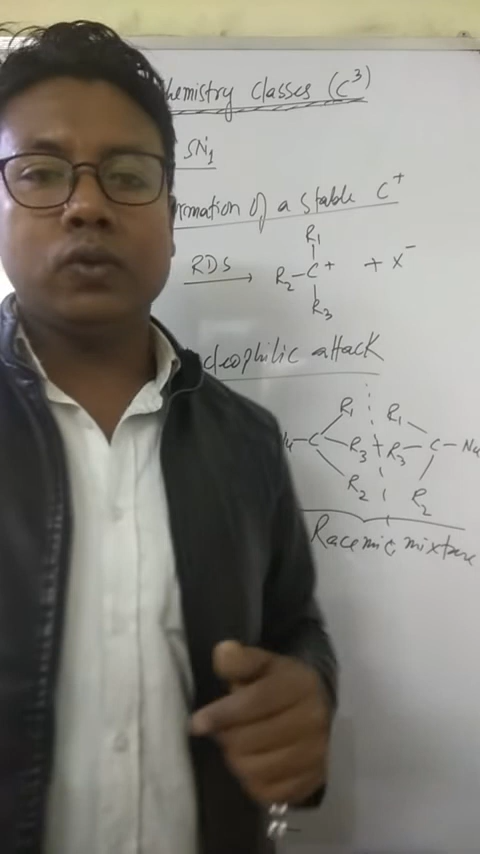 hemistry classes (C³)
SN₁
rmation of a stable C⁺
RDS
R₁
R₂-C+ + X⁻
R₃
cleophilic attack
R₁ R₁
C-R₃ + R₃-C-Nu
R₂ R₂
Racemic mixture